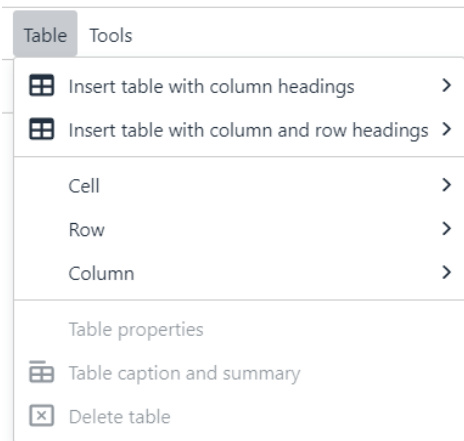 Table Tools
Insert table with column headings
Insert table with column and row headings
Cell
Row
Column
Table properties
Table caption and summary
Delete table